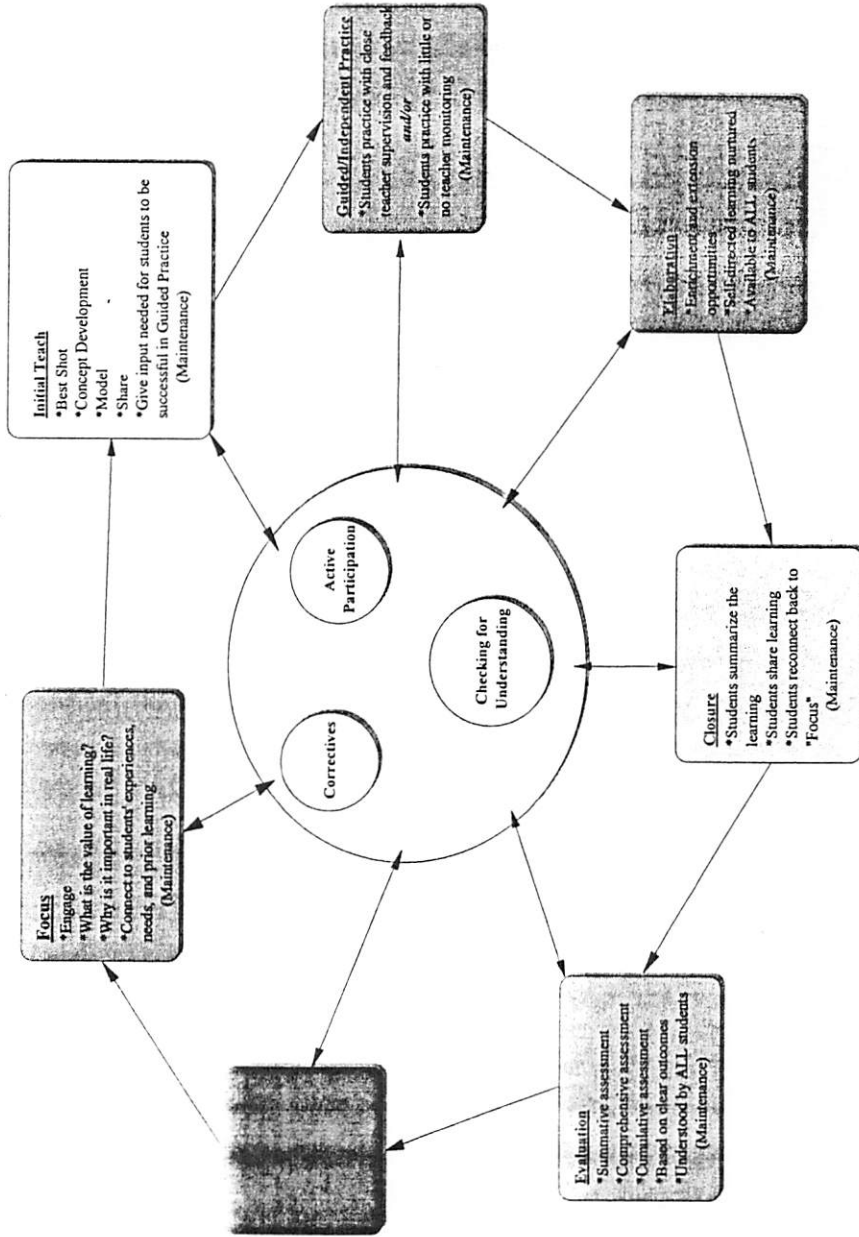 Focus
*Engage
*What is the value of learning?
*Why is it important in real life?
*Connect to students' experiences,
needs, and prior learning.
(Maintenance)
Initial Teach
*Best Shot
*Concept Development
*Model
*Share
*Give input needed for students to be
successful in Guided Practice
(Maintenance)
Guided/Independent Practice
*Students practice with close
teacher supervision and feedback
and/or
*Students practice with little or
no teacher monitoring
(Maintenance)
Elaboration
*Enrichment and extension
opportunities
*Self-directed learning nurtured
*Available to ALL students
(Maintenance)
Closure
*Students summarize the
learning
*Students share learning
*Students reconnect back to
"Focus"
(Maintenance)
Evaluation
*Summative assessment
*Comprehensive assessment
*Cumulative assessment
*Based on clear outcomes
*Understood by ALL students
(Maintenance)
Correctives
Active
Participation
Checking for
Understanding